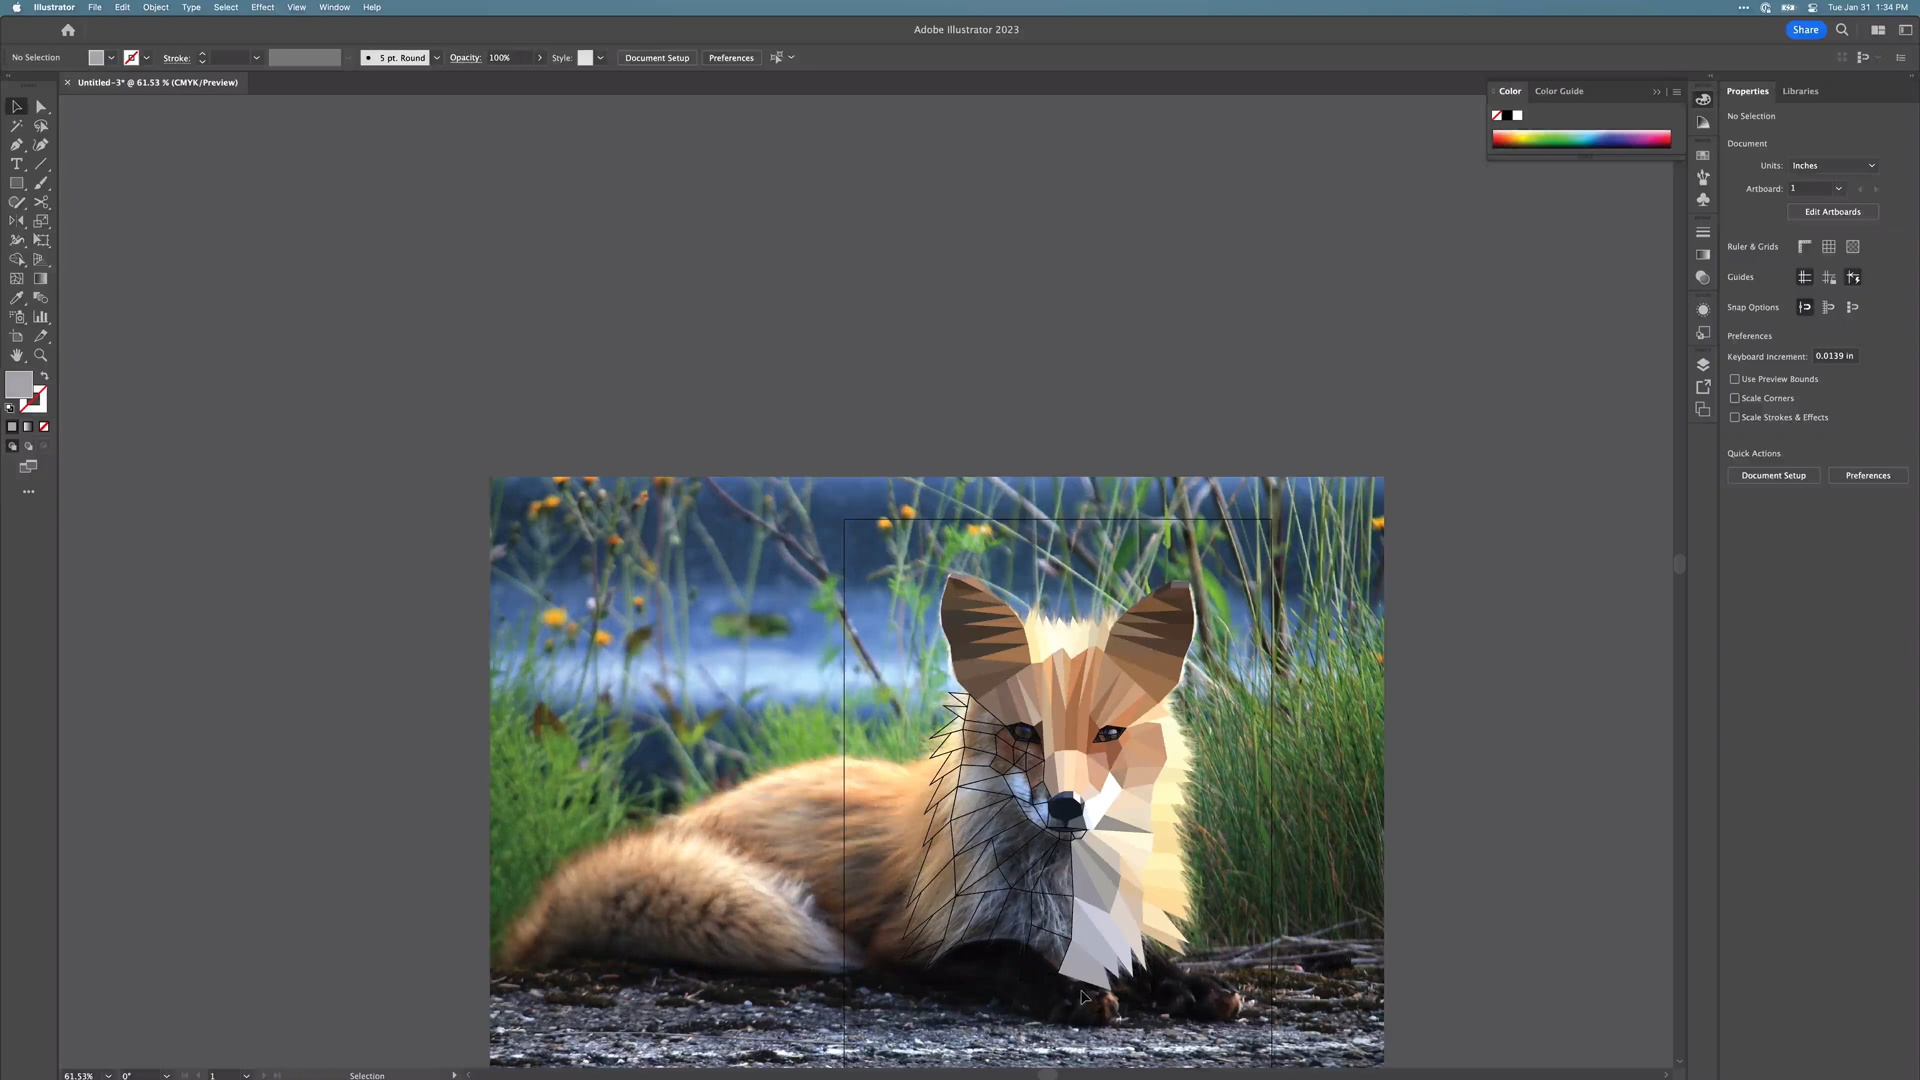 Illustrator File Edit Object Type Select Effect View Window Help
Tue Jan 31 1:34 PM
Adobe Illustrator 2023
Share
No Selection
Stroke:
5 pt. Round
Opacity: 100%
Style:
Document Setup
Preferences
Untitled-3* @ 61.53 % (CMYK/Preview)
Color
Color Guide
Properties
Libraries
No Selection
Document
Units: Inches
Artboard: 1
Edit Artboards
Ruler & Grids
Guides
Snap Options
Preferences
Keyboard Increment: 0.0139 in
Use Preview Bounds
Scale Corners
Scale Strokes & Effects
Quick Actions
Document Setup
Preferences
61.53%
0°
1
Selection